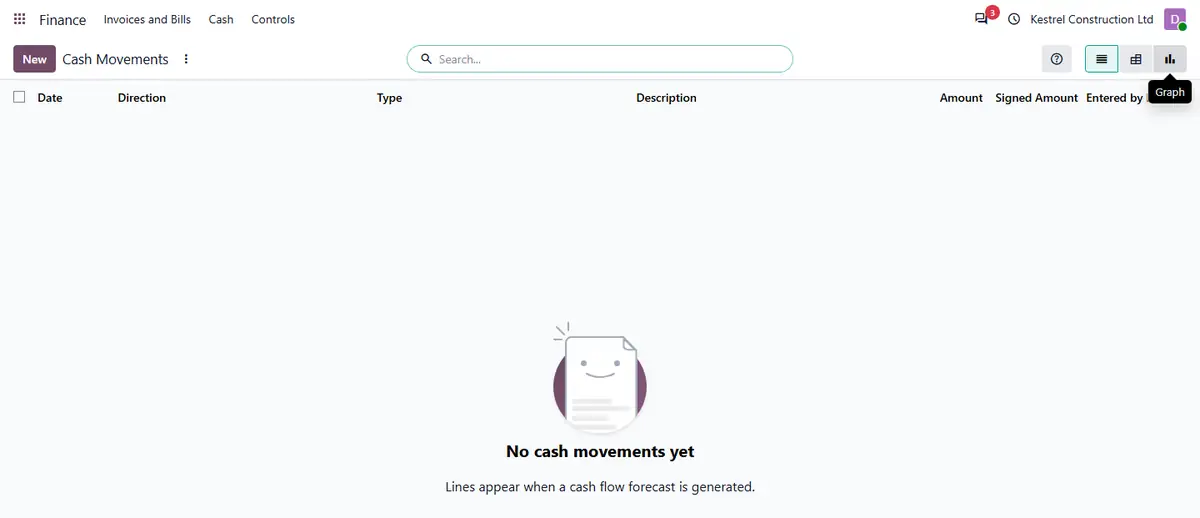 Finance Invoices and Bills Cash Controls 3 Kestrel Construction Ltd D
New Cash Movements Search...
Graph
Date Direction Type Description Amount Signed Amount Entered by
No cash movements yet
Lines appear when a cash flow forecast is generated.